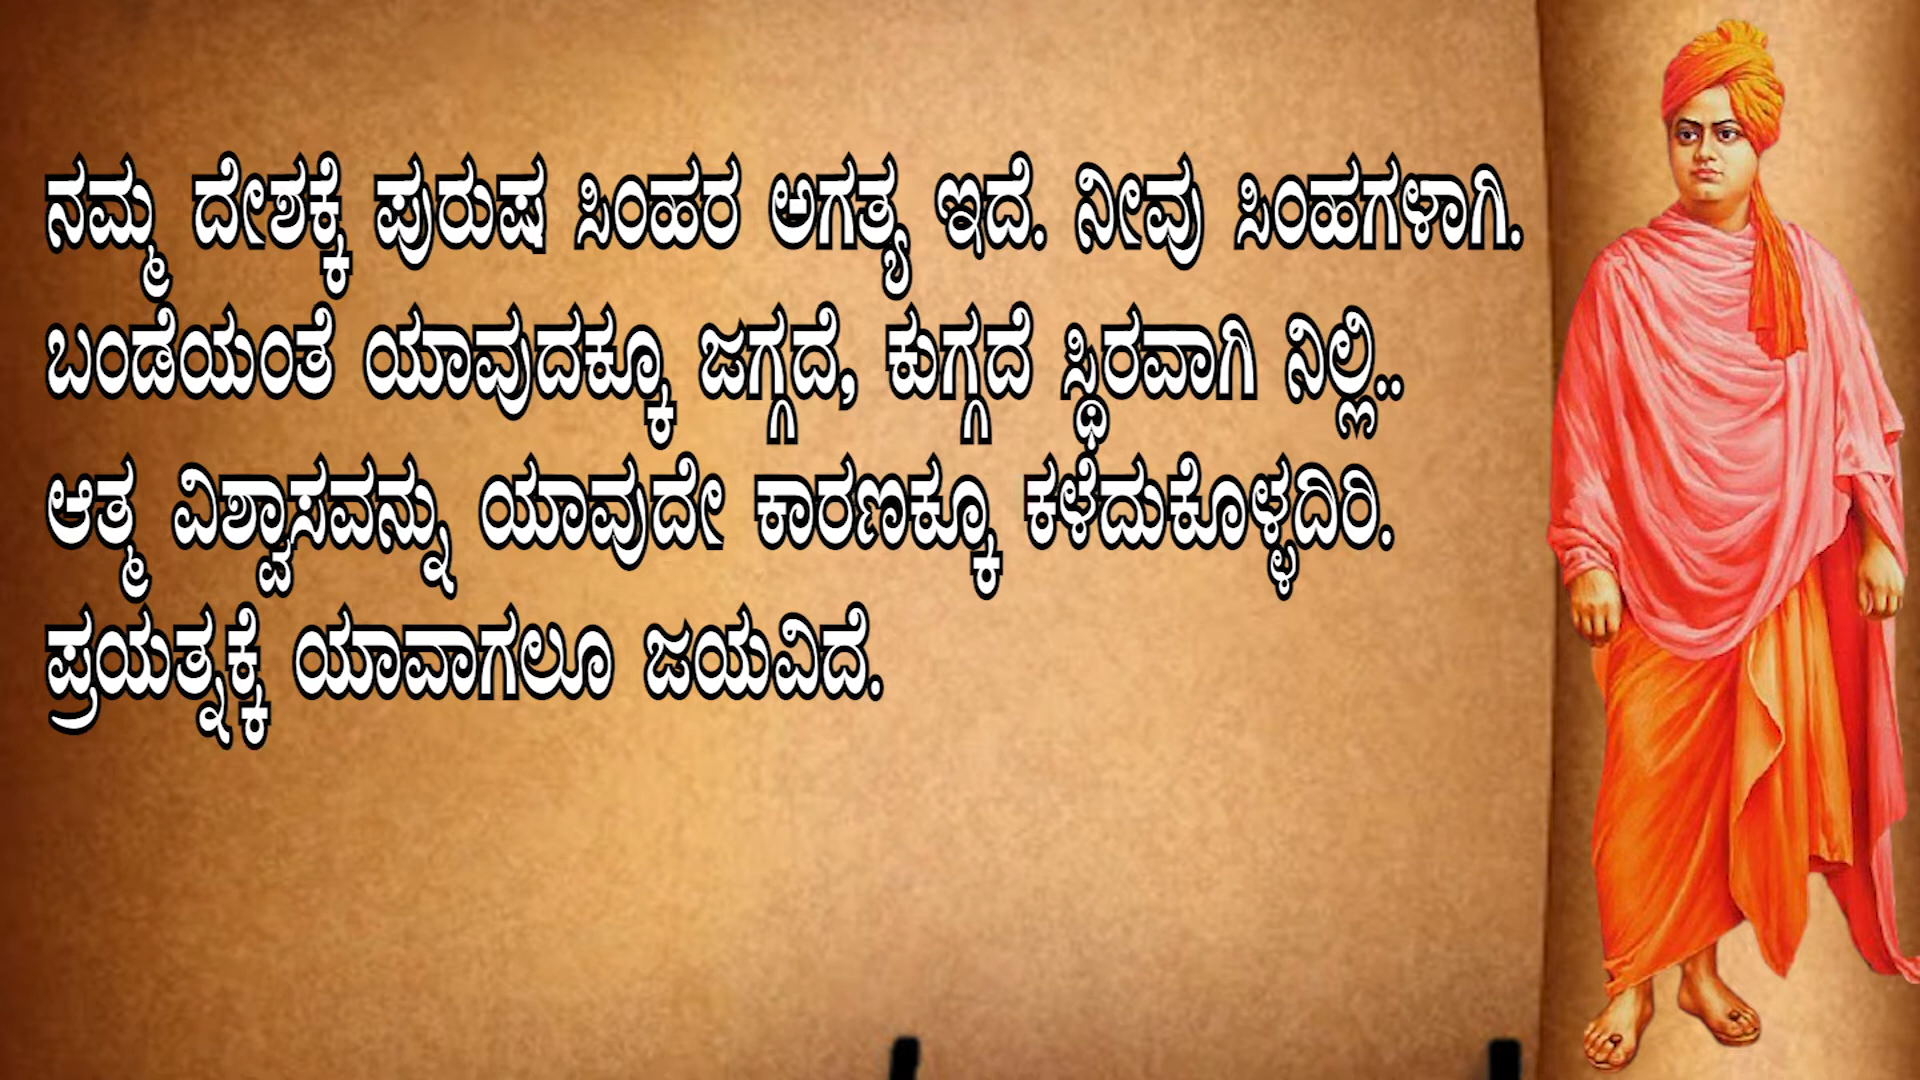 ನಮ್ಮ ದೇಶಕ್ಕೆ ಪುರುಷ ಸಿಂಹರ ಅಗತ್ಯ ಇದೆ. ನೀವು ಸಿಂಹಗಳಾಗಿ.
ಬಂಡೆಯಂತೆ ಯಾವುದಕ್ಕೂ ಜಗ್ಗದೆ, ಕುಗ್ಗದೆ ಸ್ಥಿರವಾಗಿ ನಿಲ್ಲಿ..
ಆತ್ಮ ವಿಶ್ವಾಸವನ್ನು ಯಾವುದೇ ಕಾರಣಕ್ಕೂ ಕಳೆದುಕೊಳ್ಳದಿರಿ.
ಪ್ರಯತ್ನಕ್ಕೆ ಯಾವಾಗಲೂ ಜಯವಿದೆ.